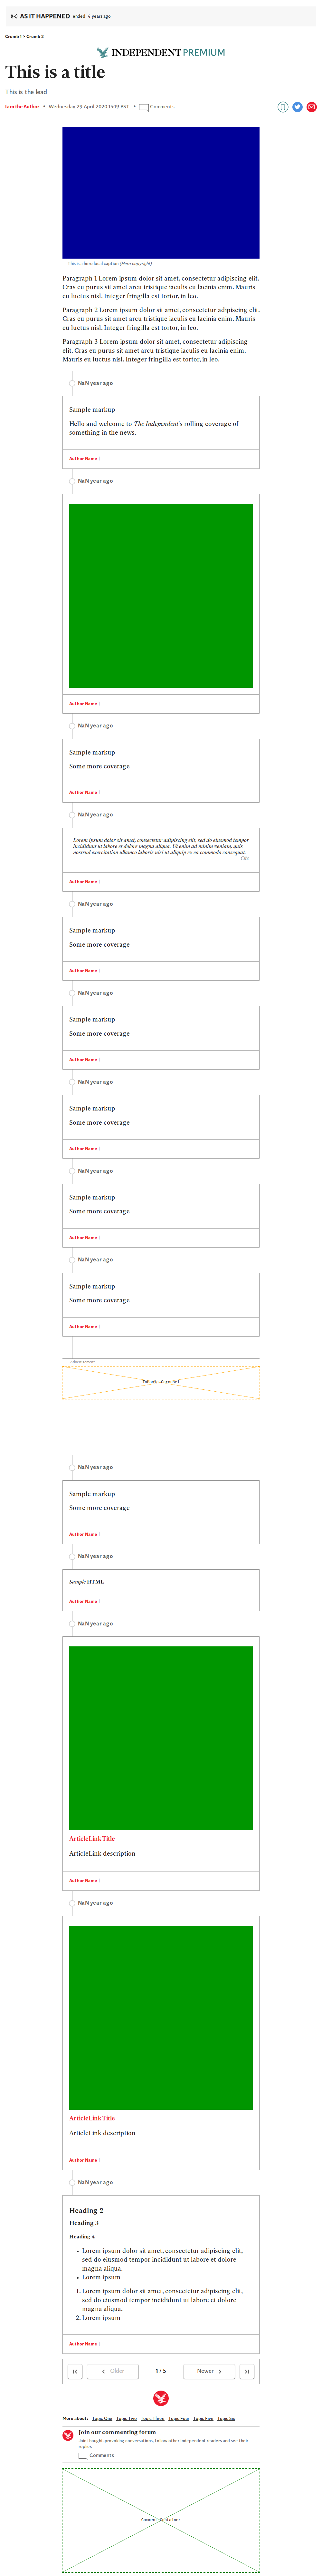 AS IT HAPPENED ended 4 years ago
Crumb 1 > Crumb 2
INDEPENDENT PREMIUM
This is a title
This is the lead
I am the Author • Wednesday 29 April 2020 15:19 BST • Comments
This is a hero local caption (Hero copyright)
Paragraph 1 Lorem ipsum dolor sit amet, consectetur adipiscing elit.
Cras eu purus sit amet arcu tristique iaculis eu lacinia enim. Mauris
eu luctus nisl. Integer fringilla est tortor, in leo.
Paragraph 2 Lorem ipsum dolor sit amet, consectetur adipiscing elit.
Cras eu purus sit amet arcu tristique iaculis eu lacinia enim. Mauris
eu luctus nisl. Integer fringilla est tortor, in leo.
Paragraph 3 Lorem ipsum dolor sit amet, consectetur adipiscing
elit. Cras eu purus sit amet arcu tristique iaculis eu lacinia enim.
Mauris eu luctus nisl. Integer fringilla est tortor, in leo.
NaN year ago
Sample markup
Hello and welcome to The Independent's rolling coverage of
something in the news.
Author Name
NaN year ago
Author Name
NaN year ago
Sample markup
Some more coverage
Author Name
NaN year ago
Lorem ipsum dolor sit amet, consectetur adipiscing elit, sed do eiusmod tempor
incididunt ut labore et dolore magna aliqua. Ut enim ad minim veniam, quis
nostrud exercitation ullamco laboris nisi ut aliquip ex ea commodo consequat.
Cite
Author Name
NaN year ago
Sample markup
Some more coverage
Author Name
NaN year ago
Sample markup
Some more coverage
Author Name
NaN year ago
Sample markup
Some more coverage
Author Name
NaN year ago
Sample markup
Some more coverage
Author Name
NaN year ago
Sample markup
Some more coverage
Author Name
Advertisement
Taboola Carousel
NaN year ago
Sample markup
Some more coverage
Author Name
NaN year ago
Sample HTML
Author Name
NaN year ago
ArticleLink Title
ArticleLink description
Author Name
NaN year ago
ArticleLink Title
ArticleLink description
Author Name
NaN year ago
Heading 2
Heading 3
Heading 4
• Lorem ipsum dolor sit amet, consectetur adipiscing elit,
sed do eiusmod tempor incididunt ut labore et dolore
magna aliqua.
• Lorem ipsum
1. Lorem ipsum dolor sit amet, consectetur adipiscing elit,
sed do eiusmod tempor incididunt ut labore et dolore
magna aliqua.
2. Lorem ipsum
Author Name
Older 1 / 5 Newer
More about: Topic One Topic Two Topic Three Topic Four Topic Five Topic Six
Join our commenting forum
Join thought-provoking conversations, follow other Independent readers and see their
replies
Comments
Comment Container